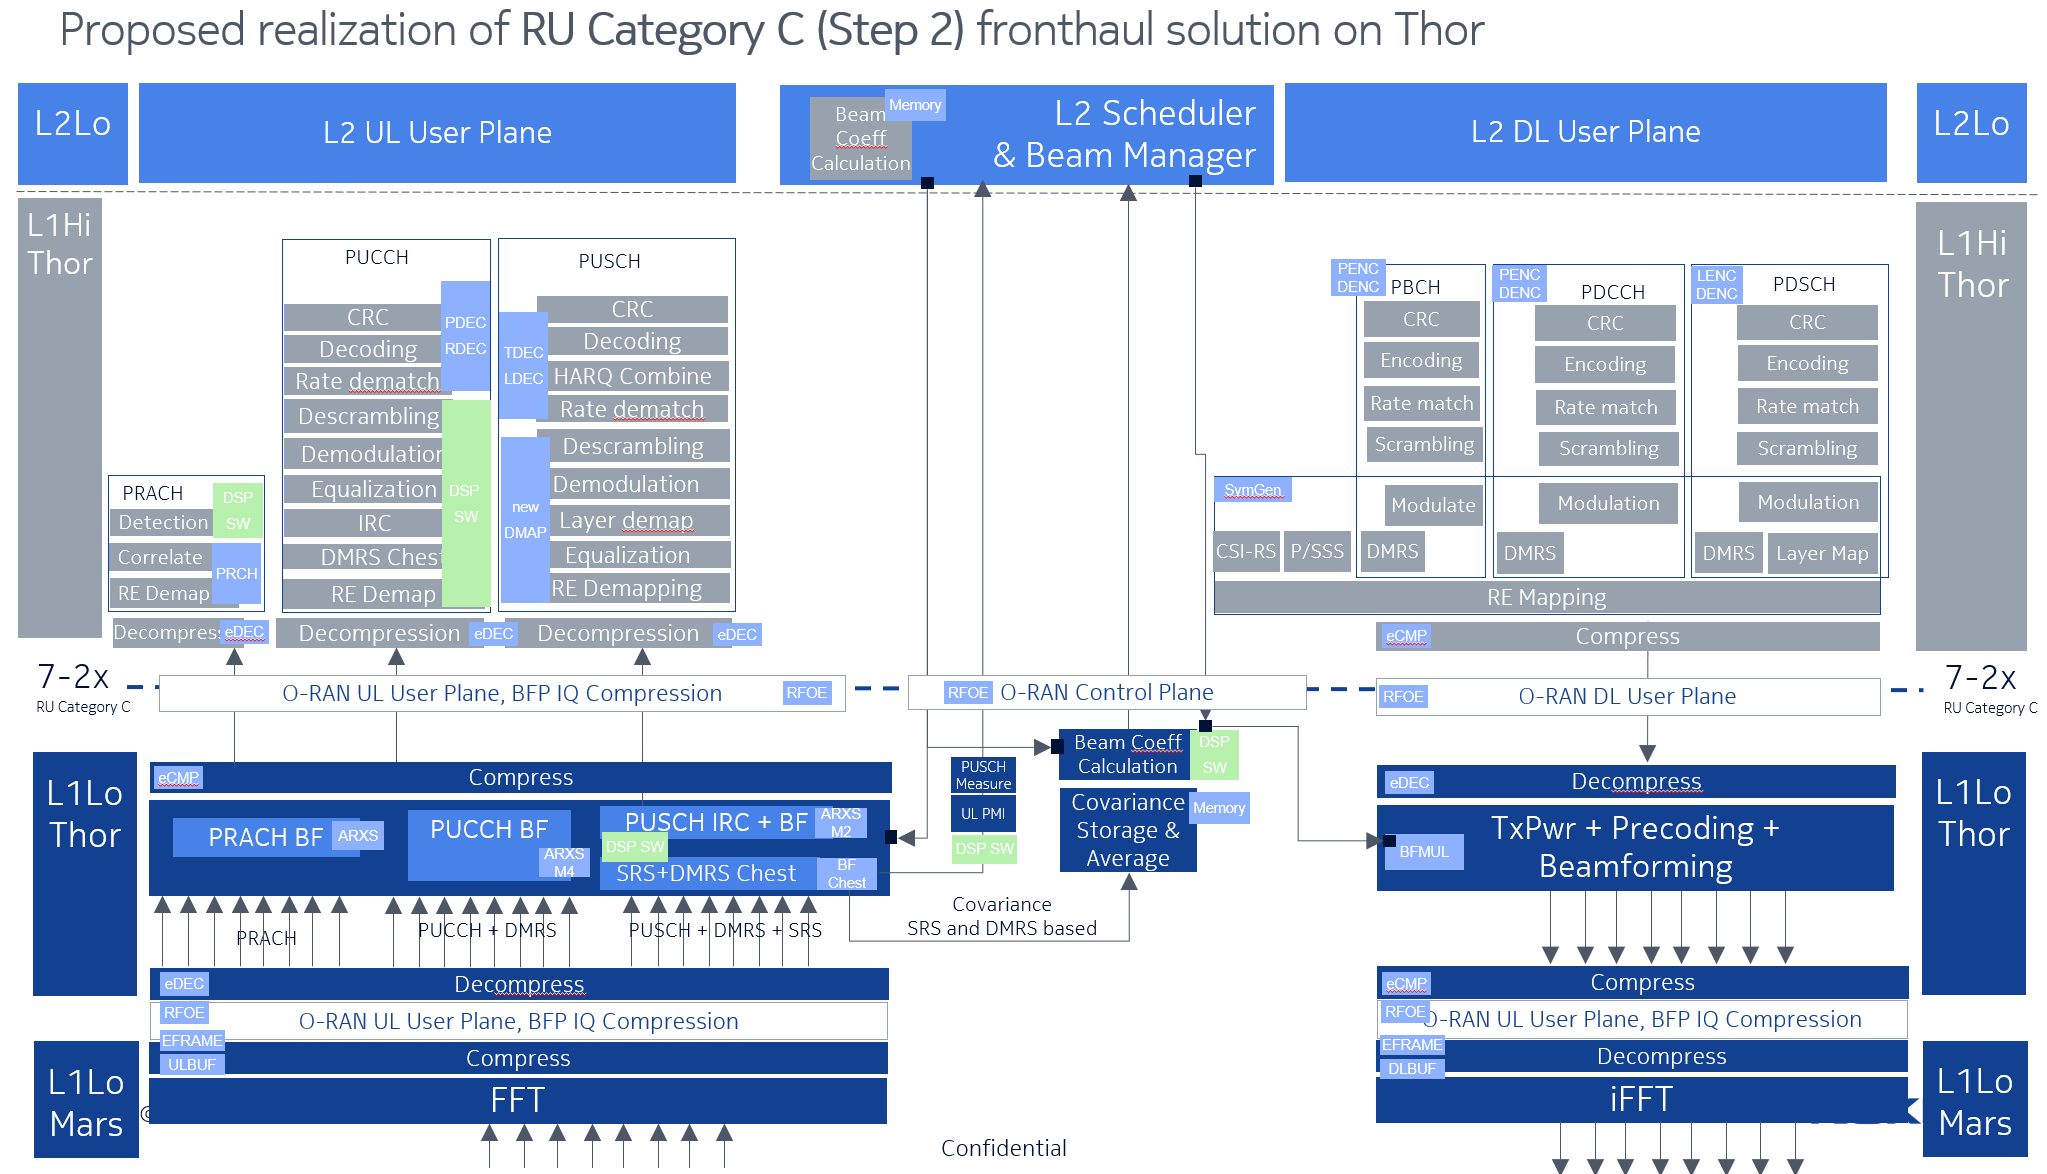 Proposed realization of RU Category C (Step 2) fronthaul solution on Thor
L2Lo
L2 UL User Plane
Beam
Coeff
Calculation
Memory
L2 Scheduler
& Beam Manager
L2 DL User Plane
L2Lo
L1Hi
Thor
PRACH
Detection
Correlate
RE Demap
DSP
SW
PRCH
PUCCH
CRC
Decoding
Rate dematch
Descrambling
Demodulation
Equalization
IRC
DMRS Chest
RE Demap
PDEC
RDEC
DSP
SW
PUSCH
CRC
Decoding
HARQ Combine
Rate dematch
Descrambling
Demodulation
Layer demap
Equalization
RE Demapping
TDEC
LDEC
new
DMAP
Decompress
eDEC
Decompression
eDEC
Decompression
eDEC
PENC
DENC
PBCH
CRC
Encoding
Rate match
Scrambling
Modulate
DMRS
PENC
DENC
PDCCH
CRC
Encoding
Rate match
Scrambling
Modulation
DMRS
LENC
DENC
PDSCH
CRC
Encoding
Rate match
Scrambling
Modulation
DMRS
Layer Map
SymGen
CSI-RS
P/SSS
RE Mapping
eCMP
Compress
L1Hi
Thor
7-2x
RU Category C
O-RAN UL User Plane, BFP IQ Compression
RFOE
RFOE
O-RAN Control Plane
RFOE
O-RAN DL User Plane
7-2x
RU Category C
L1Lo
Thor
eCMP
Compress
PRACH BF
ARXS
PUCCH BF
ARXS
M4
PUSCH IRC + BF
ARXS
M2
DSP SW
SRS+DMRS Chest
BF
Chest
PRACH
PUCCH + DMRS
PUSCH + DMRS + SRS
PUSCH
Measure
UL PMI
DSP SW
Beam Coeff
Calculation
DSP
SW
Covariance
Storage &
Average
Memory
Covariance
SRS and DMRS based
eDEC
Decompress
TxPwr + Precoding +
Beamforming
BFMUL
L1Lo
Thor
eDEC
Decompress
RFOE
O-RAN UL User Plane, BFP IQ Compression
EFRAME
Compress
ULBUF
FFT
L1Lo
Mars
©
eCMP
Compress
RFOE
O-RAN UL User Plane, BFP IQ Compression
EFRAME
Decompress
DLBUF
iFFT
L1Lo
Mars
Confidential